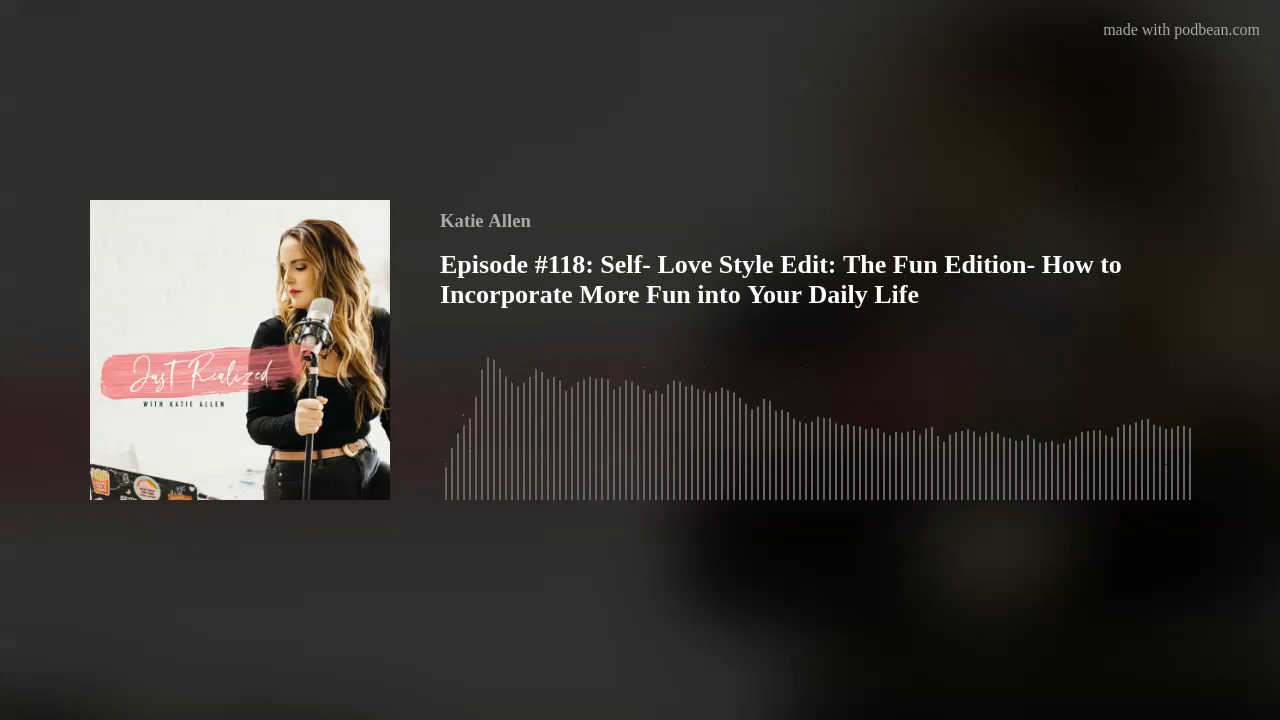 made with podbean.com
Katie Allen
Episode #118: Self- Love Style Edit: The Fun Edition- How to
Incorporate More Fun into Your Daily Life
Just Realized
WITH KATIE ALLEN